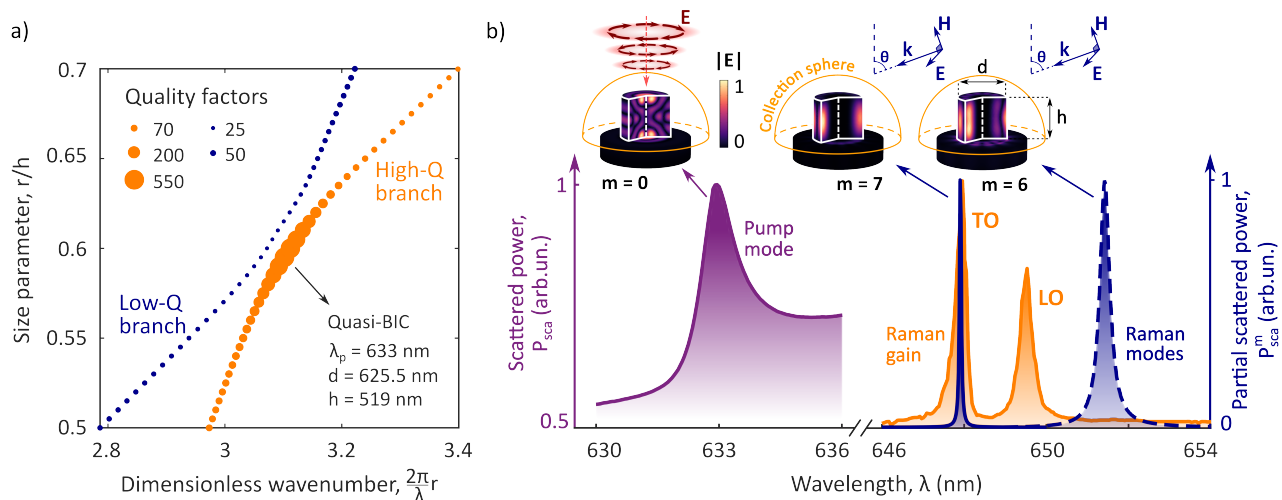 a)
Size parameter, r/h
0.7
0.65
0.6
0.55
0.5
2.8
3
3.2
3.4
Dimensionless wavenumber, 2π/λ r
Quality factors
70
25
200
50
550
High-Q
branch
Low-Q
branch
Quasi-BIC
λp = 633 nm
d = 625.5 nm
h = 519 nm
b)
E
|E|
1
0
m = 0
Collection sphere
m = 7
θ
k
H
E
m = 6
d
h
θ
k
H
E
Scattered power,
Psca (arb.un.)
1
0.5
Pump
mode
Raman
gain
TO
LO
Raman
modes
1
0
Partial scattered power,
Pmsca (arb.un.)
630
633
636
646
650
654
Wavelength, λ (nm)